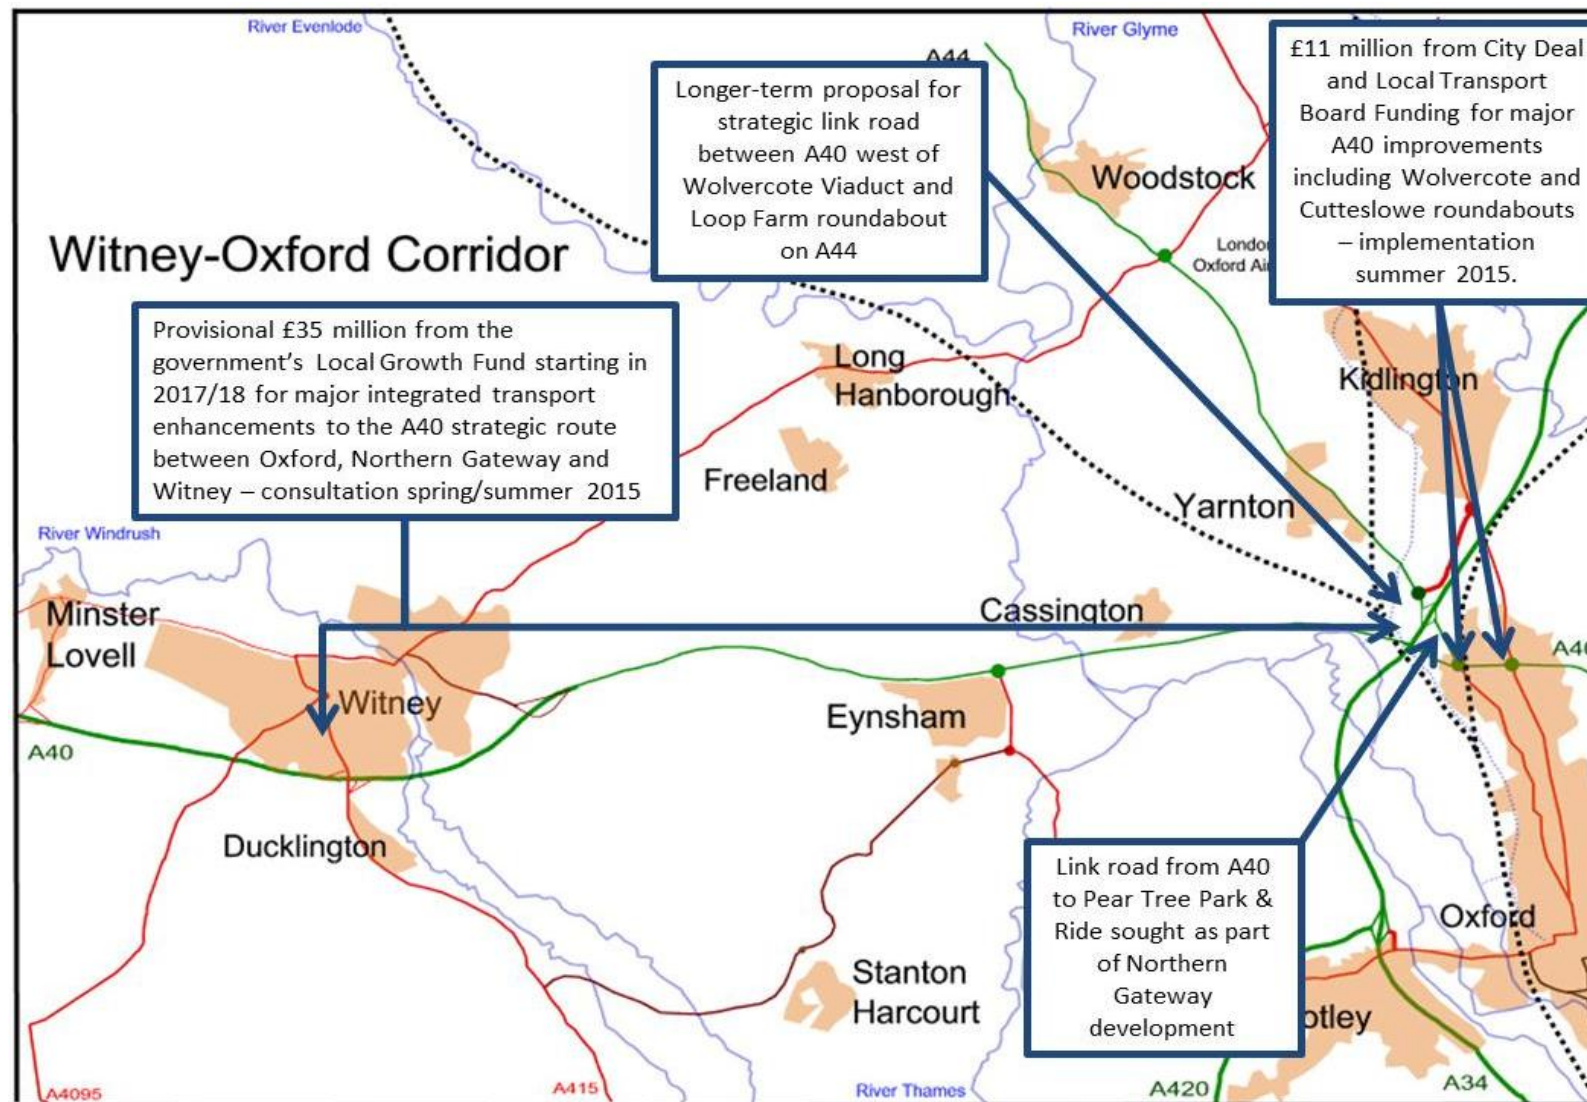 River Evenlode
River Glyme
A44
Longer-term proposal for
strategic link road
between A40 west of
Wolvercote Viaduct and
Loop Farm roundabout
on A44
£11 million from City Deal
and Local Transport
Board Funding for major
A40 improvements
including Wolvercote and
Cutteslowe roundabouts
– implementation
summer 2015.
Woodstock
Witney-Oxford Corridor
London
Oxford Ai
Provisional £35 million from the
government’s Local Growth Fund starting in
2017/18 for major integrated transport
enhancements to the A40 strategic route
between Oxford, Northern Gateway and
Witney – consultation spring/summer 2015
Long
Hanborough
Kidlington
Freeland
Yarnton
River Windrush
Minster
Lovell
Cassington
A40
Witney
Eynsham
A40
Ducklington
Link road from A40
to Pear Tree Park &
Ride sought as part
of Northern
Gateway
development
Oxford
Stanton
Harcourt
otley
A4095
A415
River Thames
A420
A34